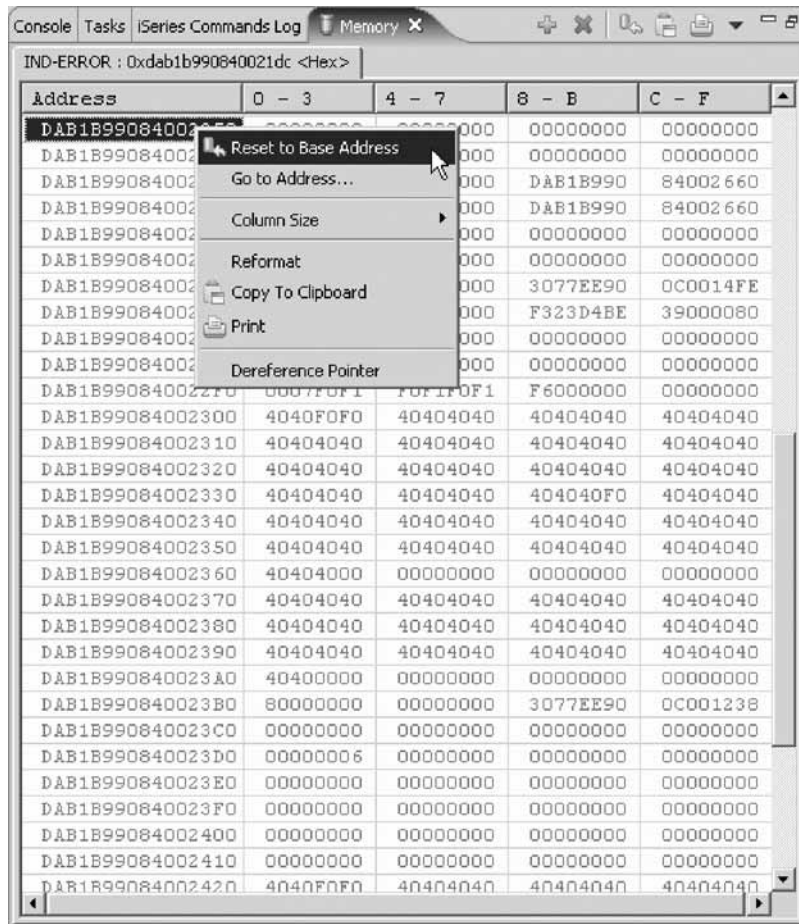 Console Tasks iSeries Commands Log Memory
IND-ERROR : 0xdab1b990840021dc <Hex>
Address 0 - 3 4 - 7 8 - B C - F
00000000 00000000
Reset to Base Address
00000000 00000000
Go to Address...
DAB1B990 84002660
DAB1B990 84002660
Column Size
00000000 00000000
Reformat
00000000 00000000
Copy To Clipboard
3077EE90 0C0014FE
Print
F323D4BE 39000080
00000000 00000000
Dereference Pointer
00000000 00000000
F6000000 00000000
DAB1B99084002300 4040F0F0 40404040 40404040 40404040
DAB1B99084002310 40404040 40404040 40404040 40404040
DAB1B99084002320 40404040 40404040 40404040 40404040
DAB1B99084002330 40404040 40404040 404040F0 40404040
DAB1B99084002340 40404040 40404040 40404040 40404040
DAB1B99084002350 40404040 40404040 40404040 40404040
DAB1B99084002360 40404000 00000000 00000000 00000000
DAB1B99084002370 40404040 40404040 40404040 40404040
DAB1B99084002380 40404040 40404040 40404040 40404040
DAB1B99084002390 40404040 40404040 40404040 40404040
DAB1B990840023A0 40400000 00000000 00000000 00000000
DAB1B990840023B0 80000000 00000000 3077EE90 0C001238
DAB1B990840023C0 00000000 00000000 00000000 00000000
DAB1B990840023D0 00000006 00000000 00000000 00000000
DAB1B990840023E0 00000000 00000000 00000000 00000000
DAB1B990840023F0 00000000 00000000 00000000 00000000
DAB1B99084002400 00000000 00000000 00000000 00000000
DAB1B99084002410 00000000 00000000 00000000 00000000
DAB1B99084002420 4040F0F0 40404040 40404040 40404040